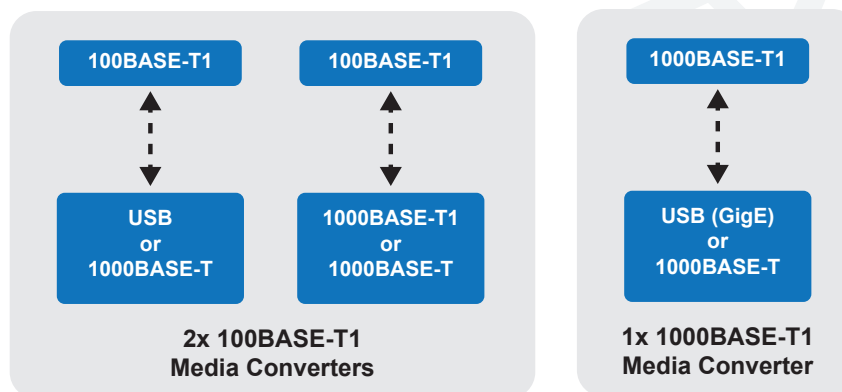 100BASE-T1
USB
or
1000BASE-T
100BASE-T1
1000BASE-T1
or
1000BASE-T
2x 100BASE-T1
Media Converters
1000BASE-T1
USB (GigE)
or
1000BASE-T
1x 1000BASE-T1
Media Converter